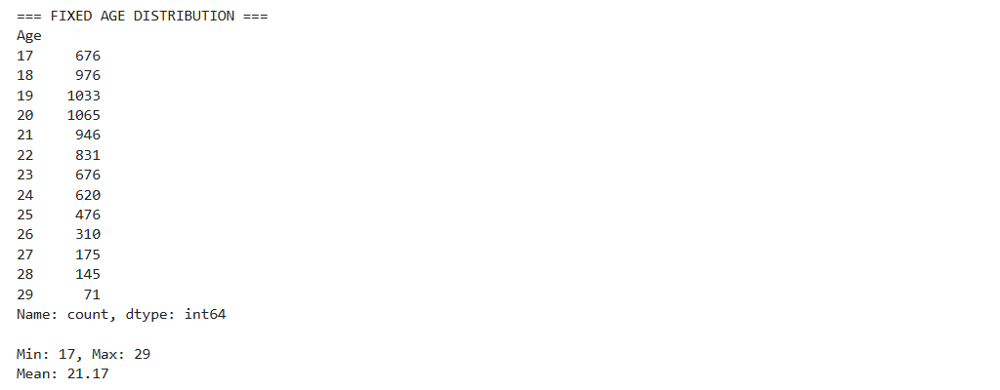 === FIXED AGE DISTRIBUTION ===
Age
17     676
18     976
19    1033
20    1065
21     946
22     831
23     676
24     620
25     476
26     310
27     175
28     145
29      71
Name: count, dtype: int64

Min: 17, Max: 29
Mean: 21.17